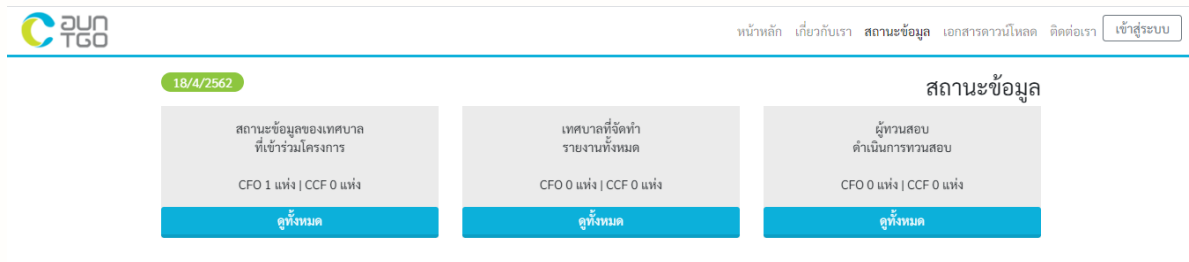 อบก
TGO
หน้าหลัก เกี่ยวกับเรา สถานะข้อมูล เอกสารดาวน์โหลด ติดต่อเรา เข้าสู่ระบบ
18/4/2562
สถานะข้อมูล
สถานะข้อมูลของเทศบาล
ที่เข้าร่วมโครงการ
CFO 1 แห่ง | CCF 0 แห่ง
ดูทั้งหมด
เทศบาลที่จัดทำ
รายงานทั้งหมด
CFO 0 แห่ง | CCF 0 แห่ง
ดูทั้งหมด
ผู้ทวนสอบ
ดำเนินการทวนสอบ
CFO 0 แห่ง | CCF 0 แห่ง
ดูทั้งหมด